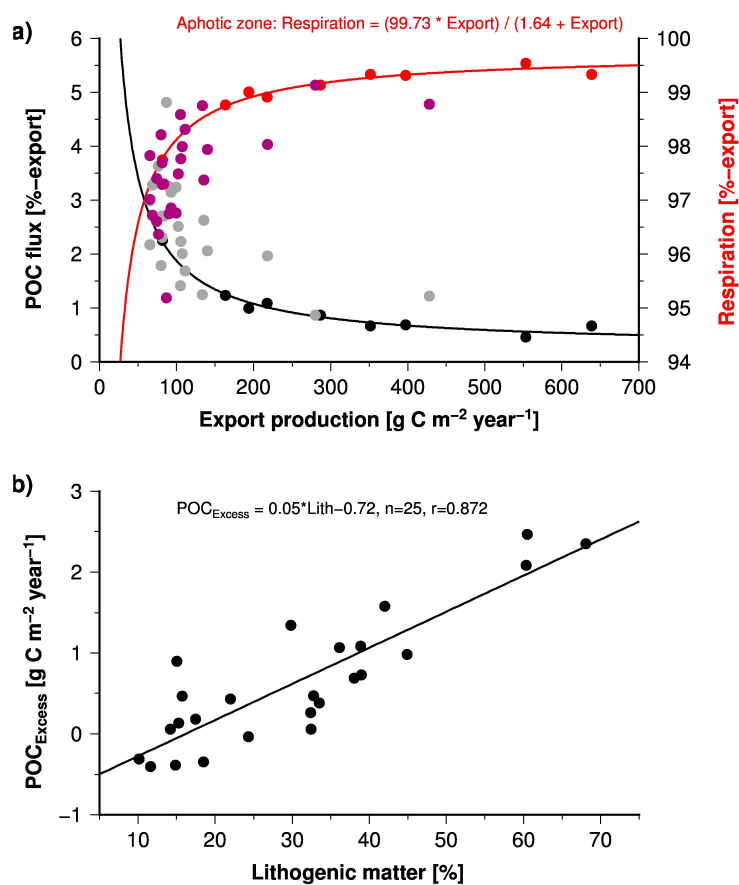 a)
Aphotic zone: Respiration = (99.73 * Export) / (1.64 + Export)
6
5
4
3
2
1
0
POC flux [%−export]
100
99
98
97
96
95
94
Respiration [%−export]
0 100 200 300 400 500 600 700
Export production [g C m⁻² year⁻¹]
b)
POC_Excess = 0.05*Lith−0.72, n=25, r=0.872
3
2
1
0
−1
POC_Excess [g C m⁻² year⁻¹]
10 20 30 40 50 60 70
Lithogenic matter [%]